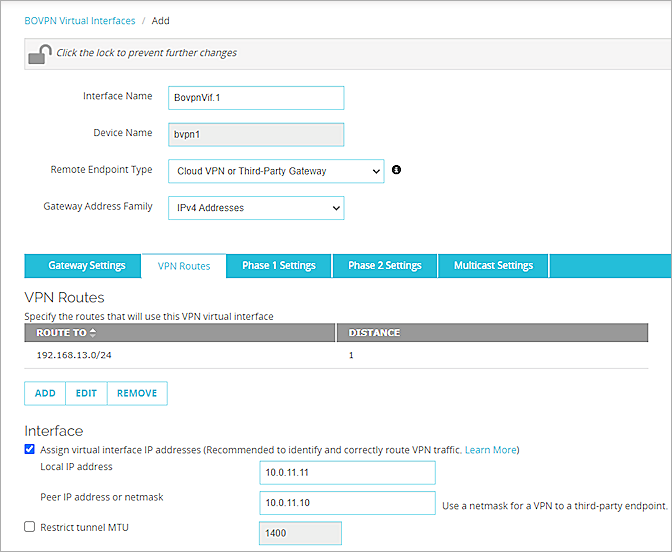 BOVPN Virtual Interfaces / Add
Click the lock to prevent further changes
Interface Name BovpnVif.1
Device Name bvpn1
Remote Endpoint Type Cloud VPN or Third-Party Gateway
Gateway Address Family IPv4 Addresses
Gateway Settings VPN Routes Phase 1 Settings Phase 2 Settings Multicast Settings
VPN Routes
Specify the routes that will use this VPN virtual interface
ROUTE TO DISTANCE
192.168.13.0/24 1
ADD EDIT REMOVE
Interface
Assign virtual interface IP addresses (Recommended to identify and correctly route VPN traffic. Learn More)
Local IP address 10.0.11.11
Peer IP address or netmask 10.0.11.10 Use a netmask for a VPN to a third-party endpoint.
Restrict tunnel MTU 1400